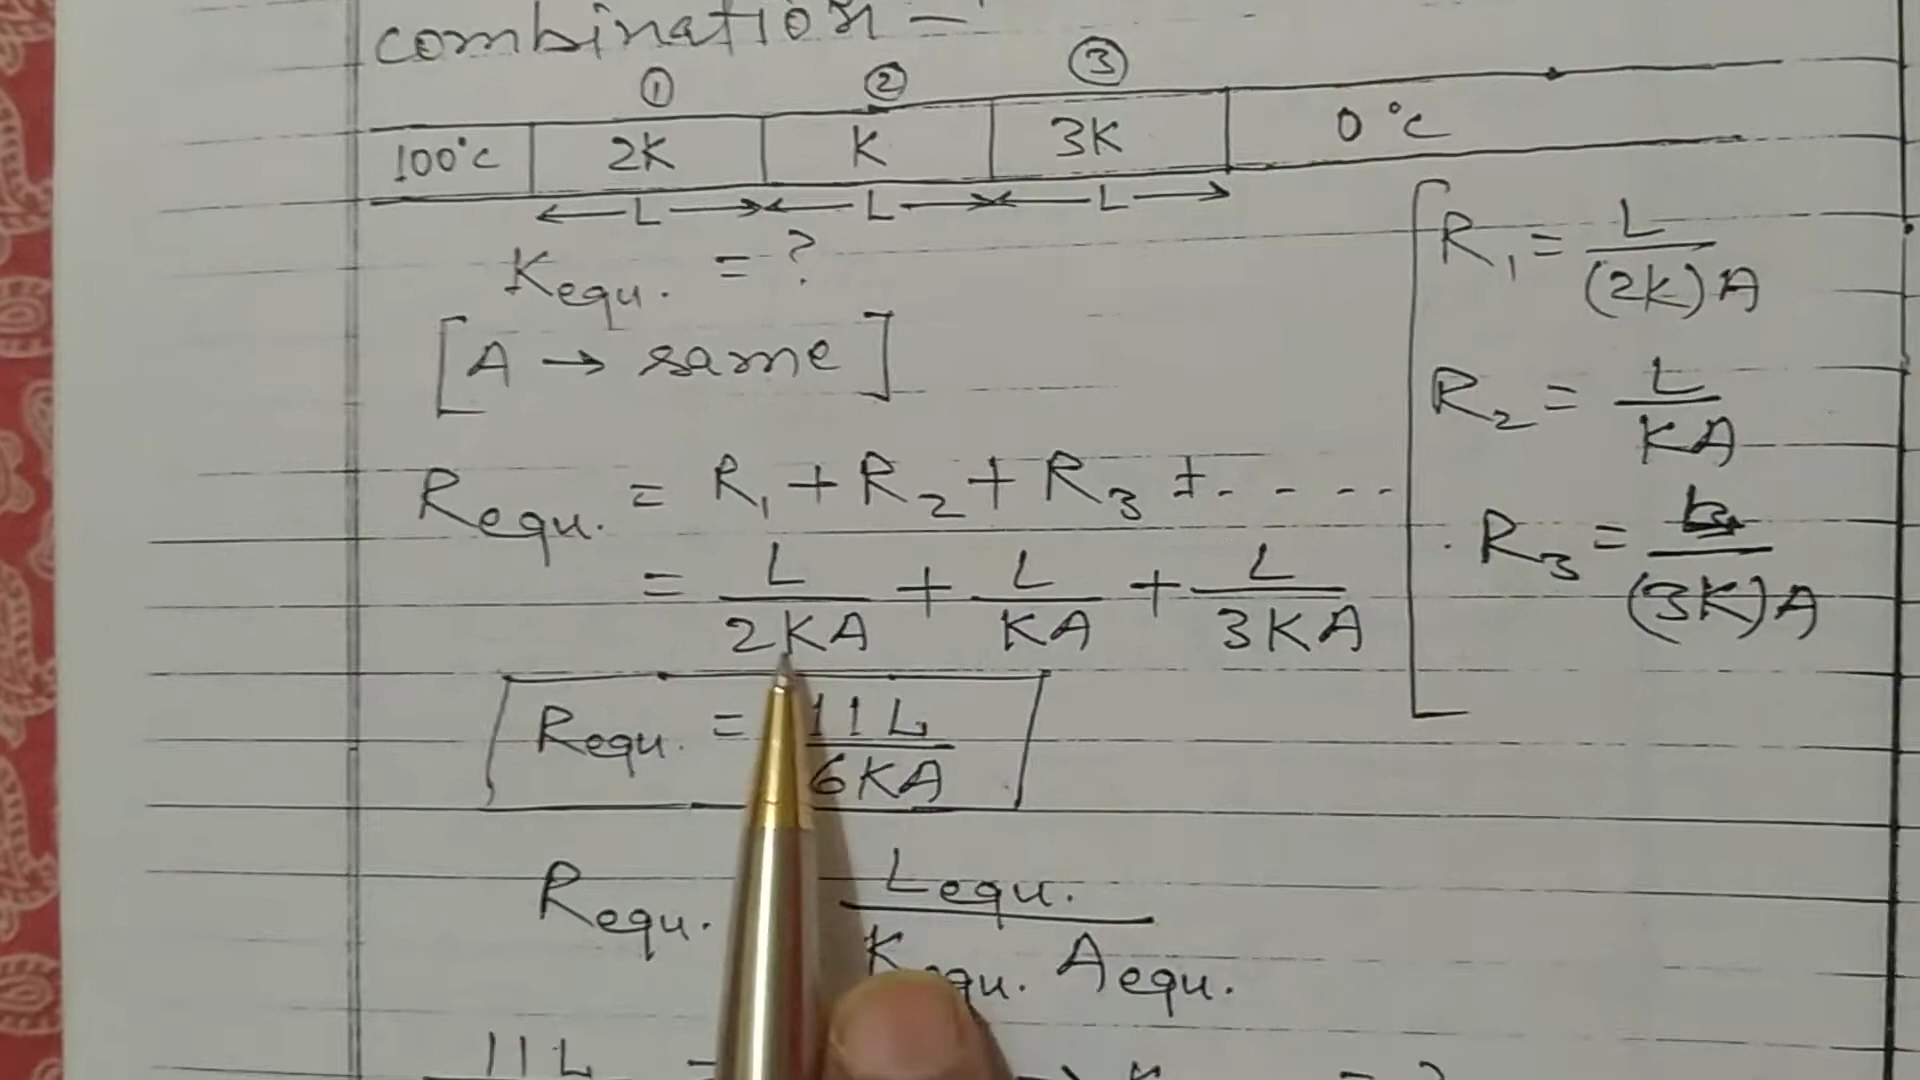 combination -
① ② ③
100°C 2K K 3K 0°C
L L L
Kequ. = ?
[A → same]
Requ. = R₁ + R₂ + R₃ + - - - -
= L/2KA + L/KA + L/3KA
Requ. = 11L/6KA
Requ. Lequ./Kequ. Aequ.
11L
R₁ = L/(2K)A
R₂ = L/KA
R₃ = L/(3K)A